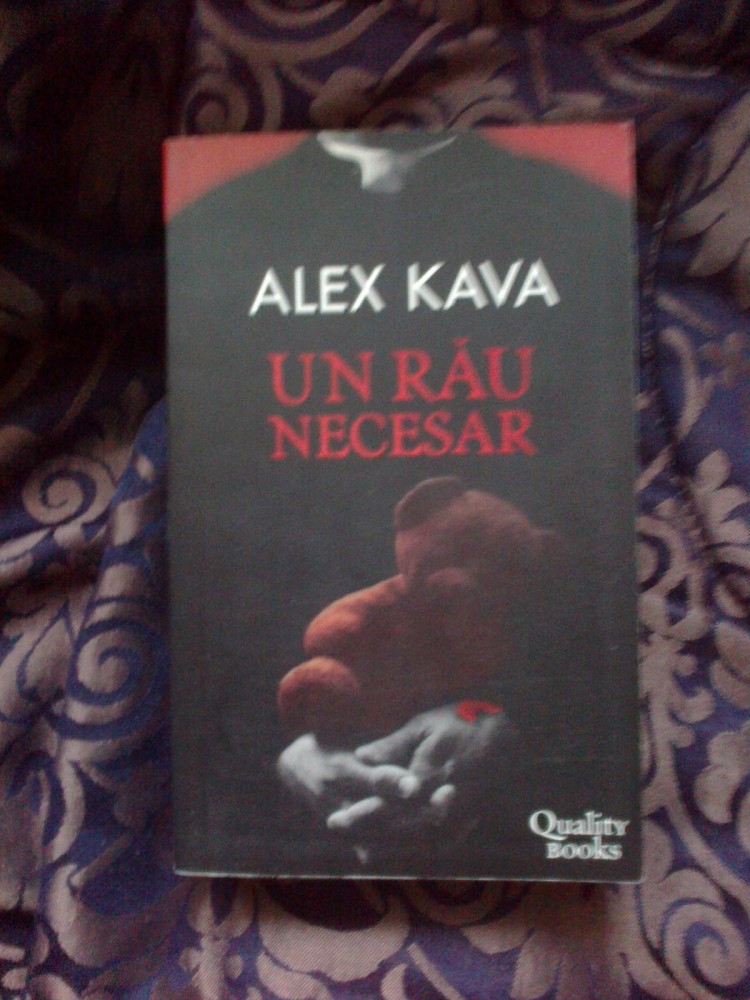 ALEX KAVA
UN RĂU
NECESAR
Quality
BOOKS